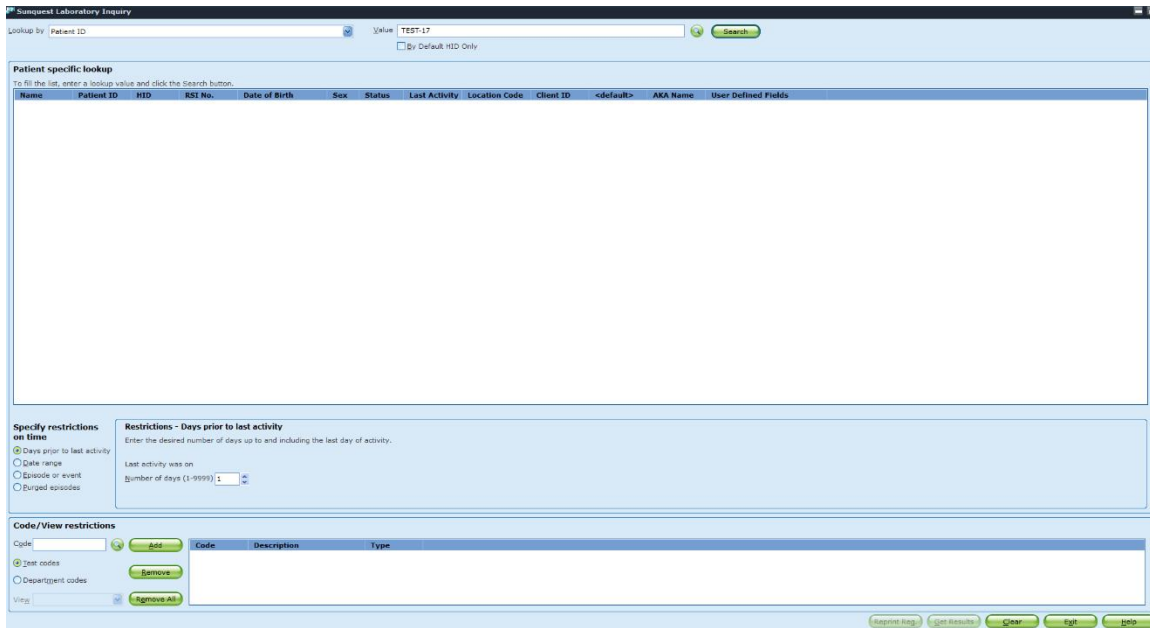 Sunquest Laboratory Inquiry
Lookup by Patient ID Value TEST-17 Search
By Default HID Only
Patient specific lookup
To fill the list, enter a lookup value and click the Search button.
Name Patient ID HID RSI No. Date of Birth Sex Status Last Activity Location Code Client ID <default> AKA Name User Defined Fields
Specify restrictions on time
Days prior to last activity
Date range
Episode or event
Purged episodes
Restrictions - Days prior to last activity
Enter the desired number of days up to and including the last day of activity.
Last activity was on
Number of days (1-9999) 1
Code/View restrictions
Code Add Code Description Type
Test codes
Remove
Department codes
View Remove All
Reprint Reg. Get Results Clear Exit Help